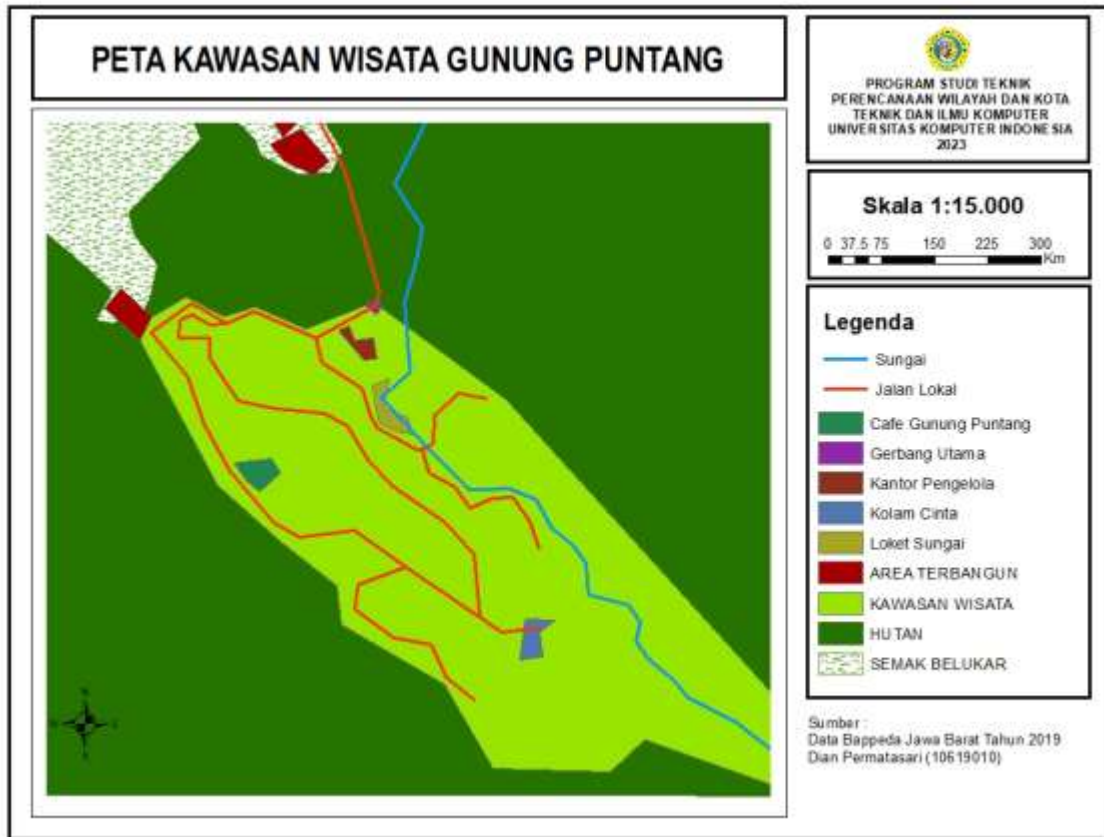 PETA KAWASAN WISATA GUNUNG PUNTANG
PROGRAM STUDI TEKNIK
PERENCANAAN WILAYAH DAN KOTA
TEKNIK DAN ILMU KOMPUTER
UNIVERSITAS KOMPUTER INDONESIA
2023
Skala 1:15.000
0 37.5 75 150 225 300
Km
Legenda
Sungai
Jalan Lokal
Cafe Gunung Puntang
Gerbang Utama
Kantor Pengelola
Kolam Cinta
Loket Sungai
AREA TERBANGUN
KAWASAN WISATA
HUTAN
SEMAK BELUKAR
Sumber :
Data Bappeda Jawa Barat Tahun 2019
Dian Permatasari (10619010)